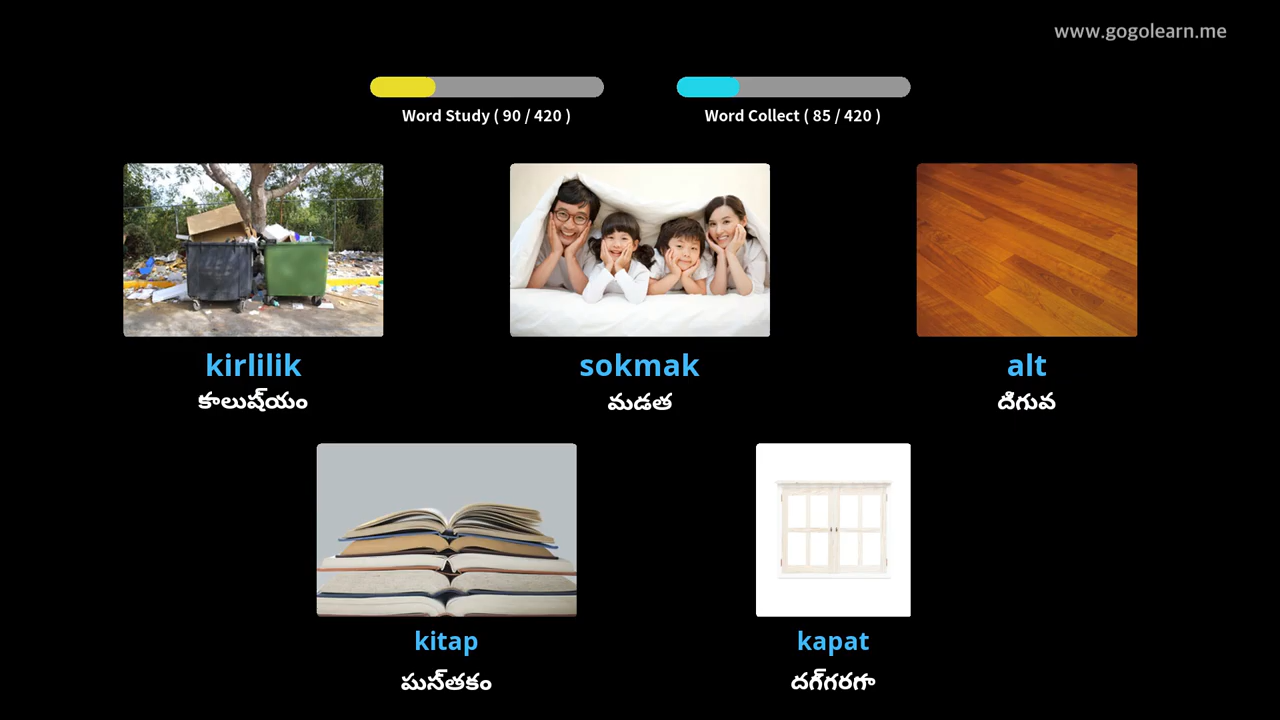 www.gogolearn.me
Word Study ( 90 / 420 )
Word Collect ( 85 / 420 )
kirlilik
కాలుష్యం
sokmak
మడత
alt
దిగువ
kitap
పుస్తకం
kapat
దగ్గరగా